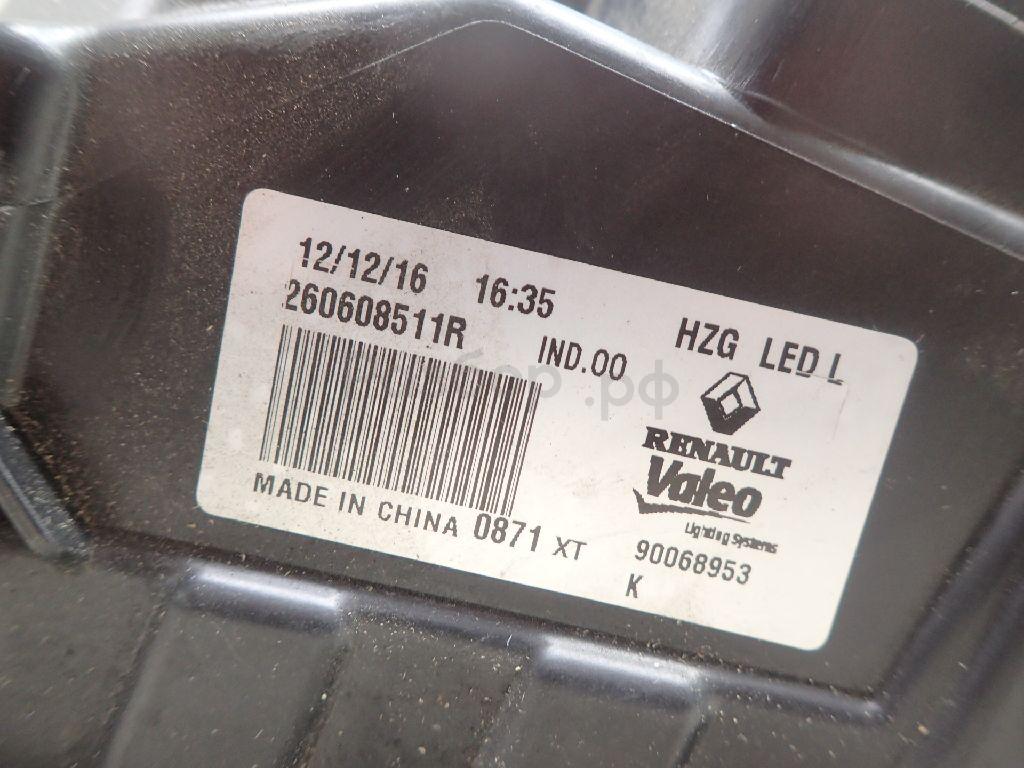 12/12/16 16:35
260608511R IND.00
HZG LED L
RENAULT
Valeo
Lighting Systems
MADE IN CHINA 0871 XT
90068953
K
.рф